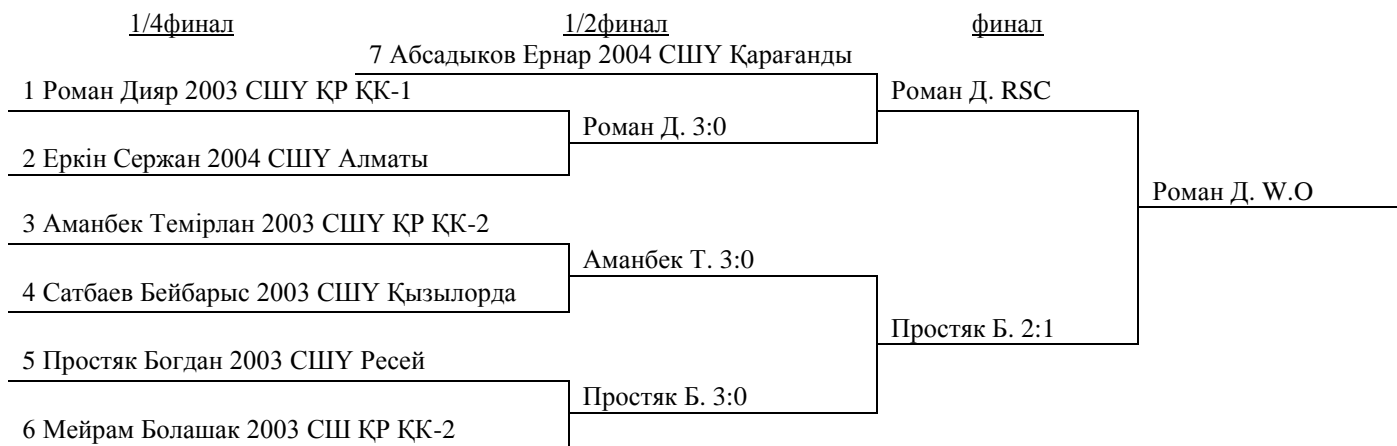 1/4финал
1/2финал
финал
7 Абсадыков Ернар 2004 СШҮ Қарағанды
1 Роман Дияр 2003 СШҮ ҚР ҚК-1
Роман Д. RSC
Роман Д. 3:0
2 Еркін Сержан 2004 СШҮ Алматы
Роман Д. W.O
3 Аманбек Темірлан 2003 СШҮ ҚР ҚК-2
Аманбек Т. 3:0
4 Сатбаев Бейбарыс 2003 СШҮ Қызылорда
Простяк Б. 2:1
5 Простяк Богдан 2003 СШҮ Ресей
Простяк Б. 3:0
6 Мейрам Болашак 2003 СШ ҚР ҚК-2